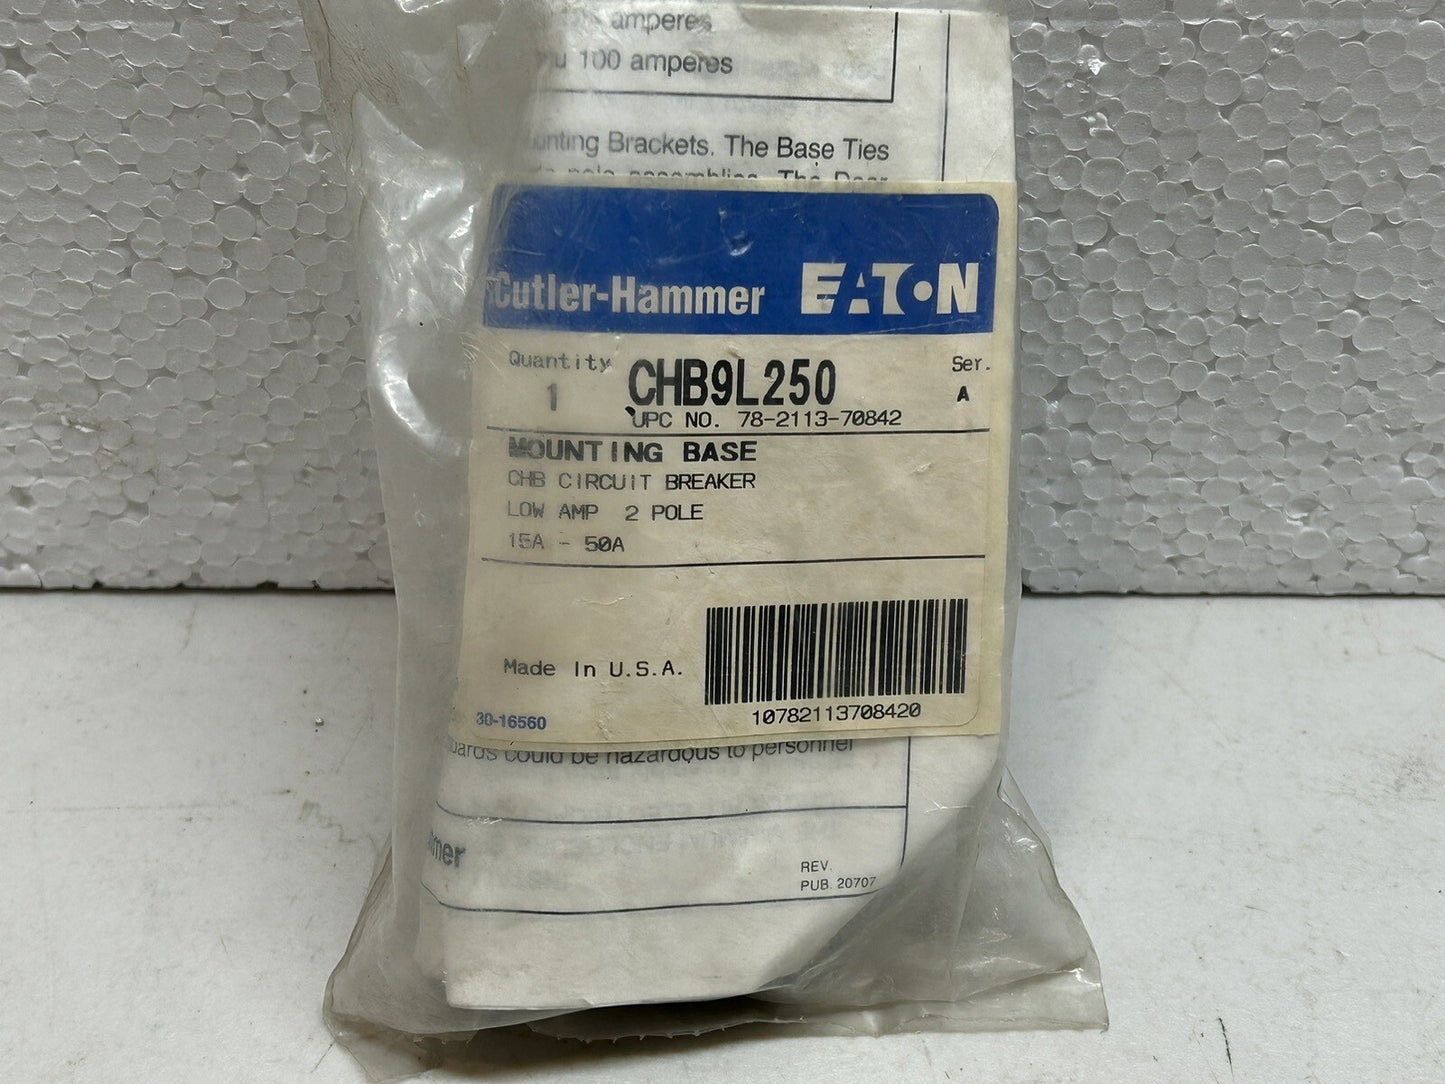 amperes
100 amperes
Brackets. The Base Ties
Cutler-Hammer EATON
Quantity CHB9L250 Ser.
1 A
UPC NO. 78-2113-70842
MOUNTING BASE
CHB CIRCUIT BREAKER
LOW AMP 2 POLE
15A - 50A
Made In U.S.A.
10782113708420
30-16560
could be hazardous to personnel
REV.
PUB. 20707